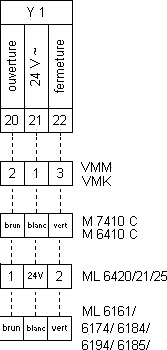 Y 1
ouverture
24 V ~
fermeture
20 21 22
2 1 3
VMM
VMK
brun blanc vert
M 7410 C
M 6410 C
1 24V 2
ML 6420/21/25
brun blanc vert
ML 6161/
6174/ 6184/
6194/ 6185/